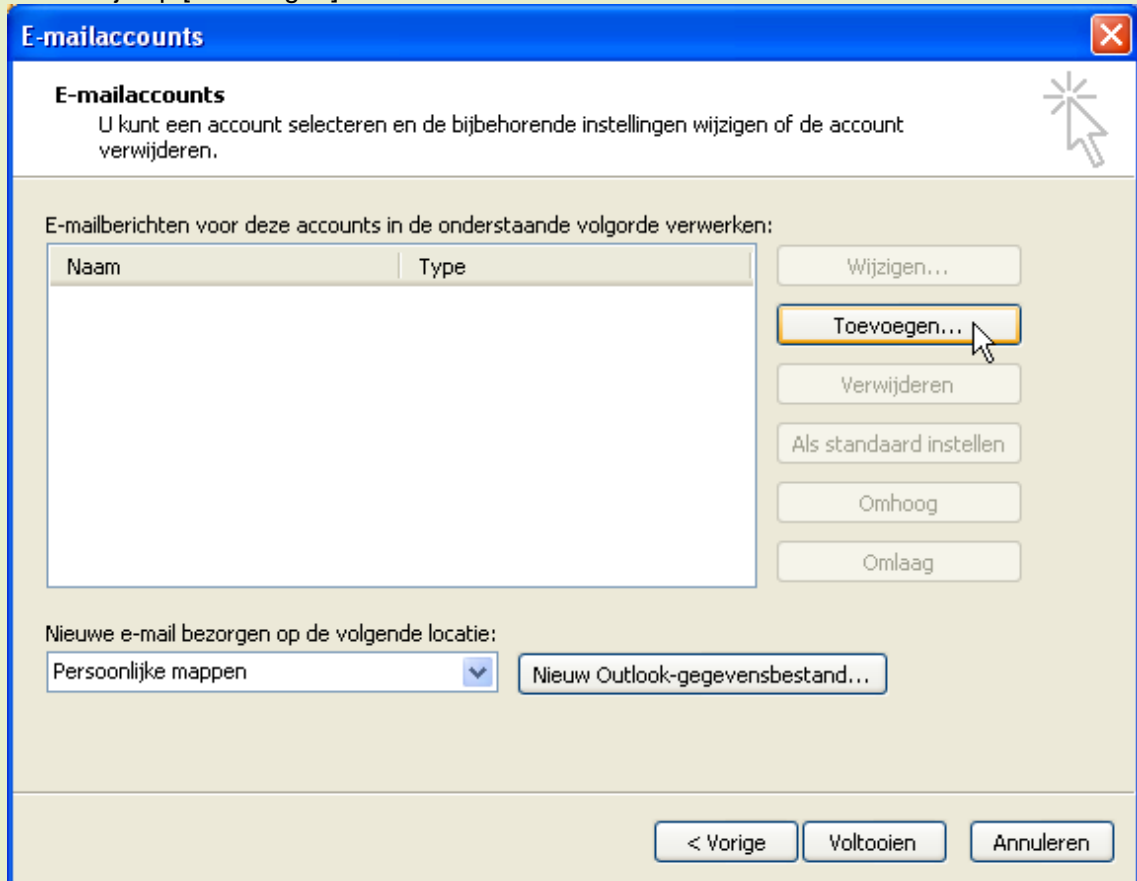 E-mailaccounts
E-mailaccounts
U kunt een account selecteren en de bijbehorende instellingen wijzigen of de account
verwijderen.
E-mailberichten voor deze accounts in de onderstaande volgorde verwerken:
Naam Type
Wijzigen...
Toevoegen...
Verwijderen
Als standaard instellen
Omhoog
Omlaag
Nieuwe e-mail bezorgen op de volgende locatie:
Persoonlijke mappen
Nieuw Outlook-gegevensbestand...
< Vorige Voltooien Annuleren